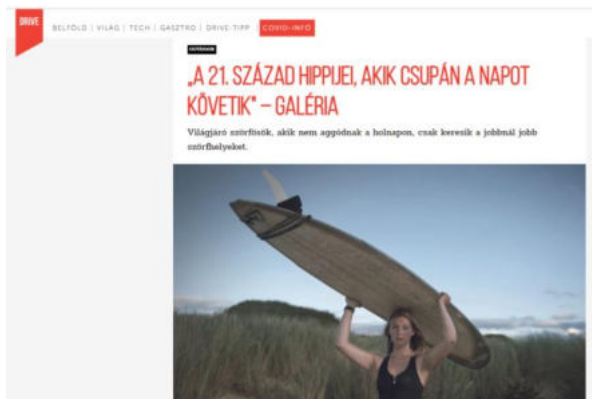 DRIVE
BELFÖLD | VILÁG | TECH | GASZTRO | DRIVE-TIPP COVID-INFÓ
„A 21. SZÁZAD HIPPIJEI, AKIK CSUPÁN A NAPOT
KÖVETIK" – GALÉRIA
Világjáró szörfösök, akik nem aggódnak a holnapon, csak keresik a jobbnál jobb
szörfhelyeket.